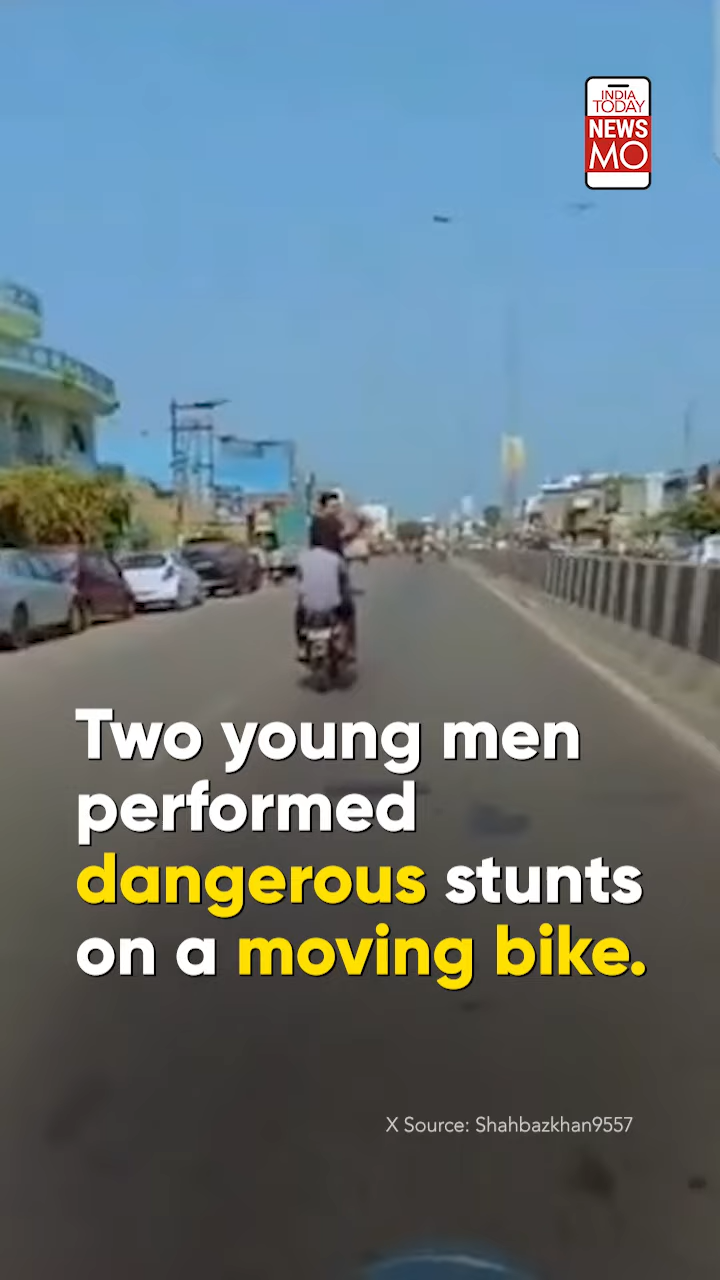 INDIA
TODAY
NEWS
MO
Two young men
performed
dangerous stunts
on a moving bike.
X Source: Shahbazkhan9557